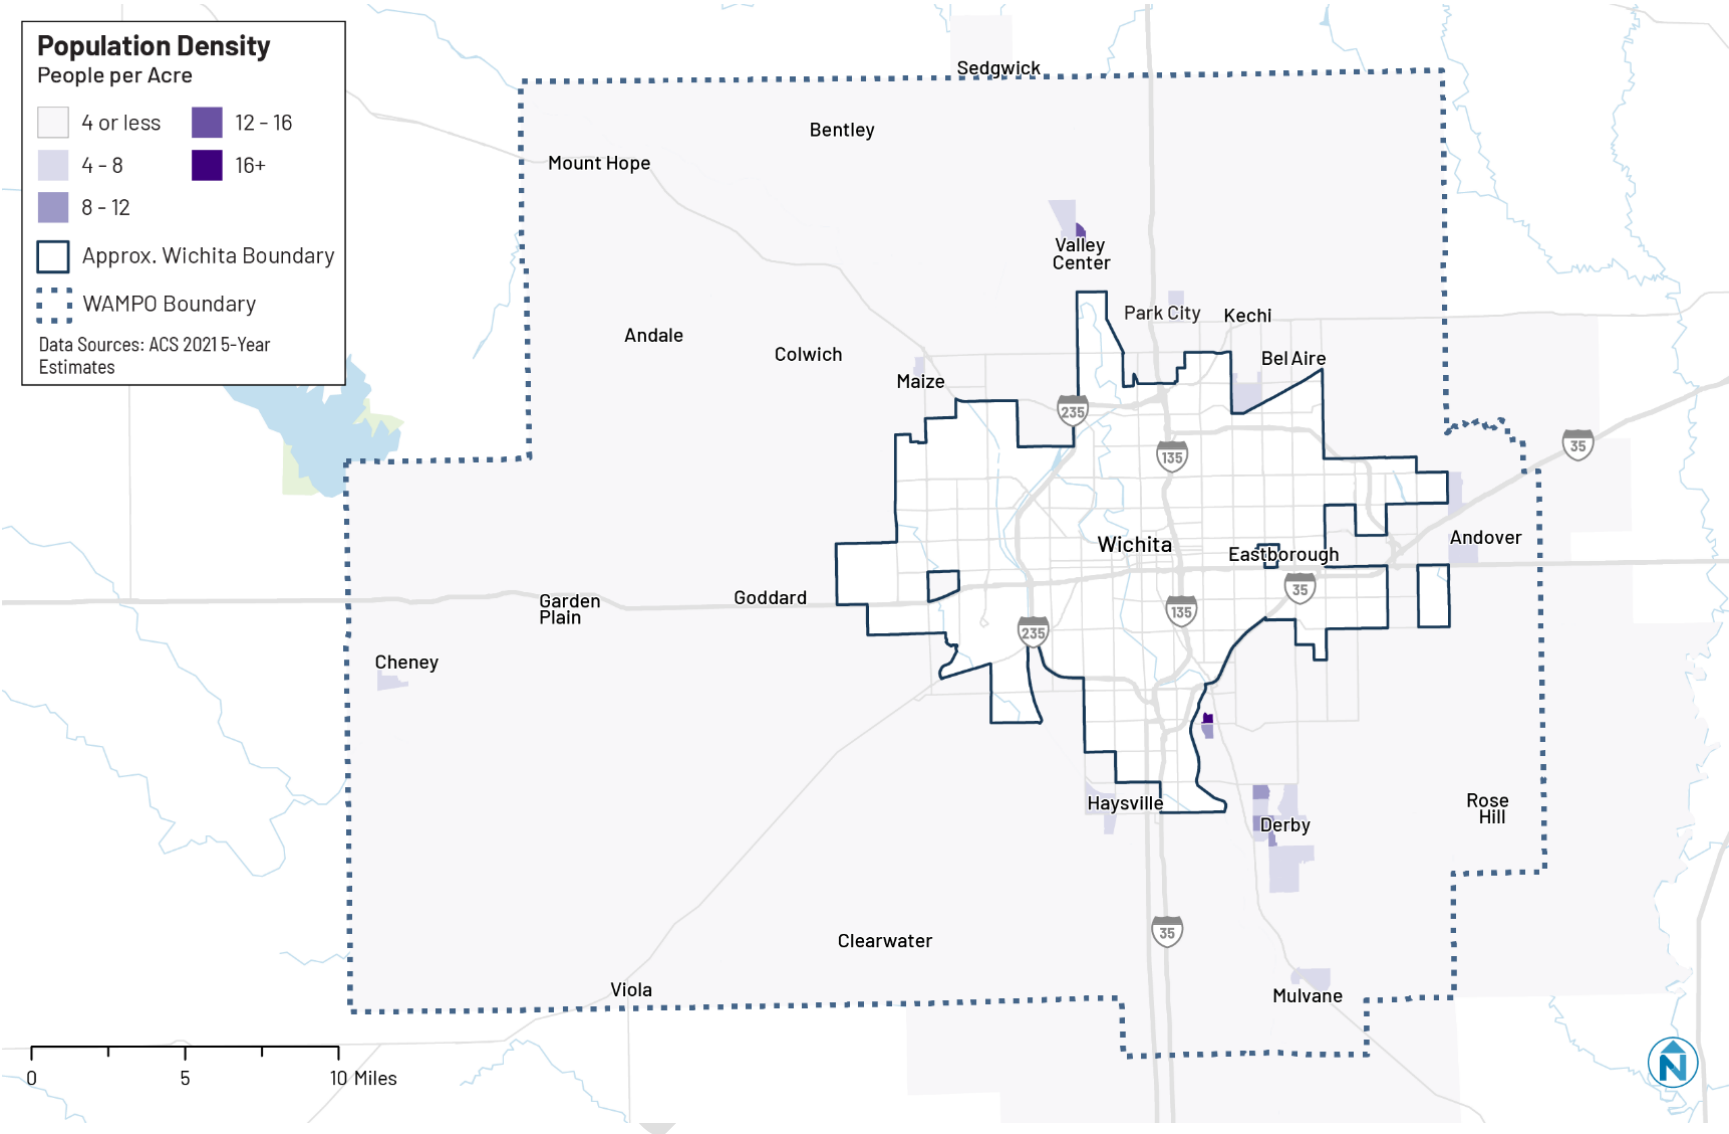 Population Density
People per Acre
4 or less
12 - 16
4 - 8
16+
8 - 12
Approx. Wichita Boundary
WAMPO Boundary
Data Sources: ACS 2021 5-Year
Estimates
Sedgwick
Bentley
Mount Hope
Valley
Center
Park City
Kechi
Andale
Colwich
Bel Aire
Maize
235
135
35
Andover
Wichita
Eastborough
35
Goddard
Garden
Plain
135
235
Cheney
Haysville
Derby
Rose
Hill
35
Clearwater
Viola
Mulvane
0
5
10 Miles
N